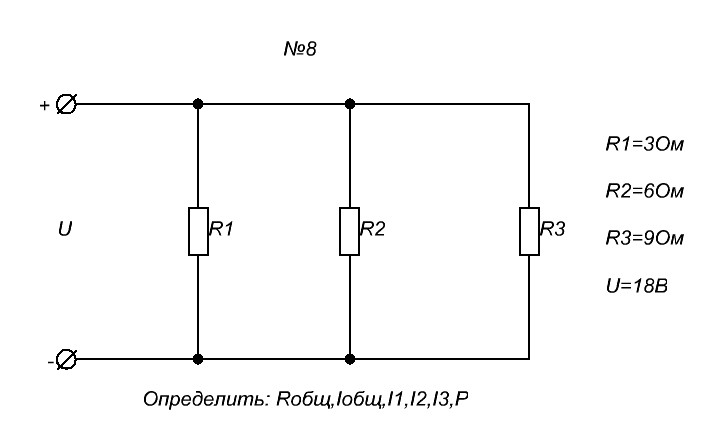 №8
+
R1=3Ом
R2=6Ом
U R1 R2 R3 R3=9Ом
U=18В
-
Определить: Rобщ,Iобщ,I1,I2,I3,P